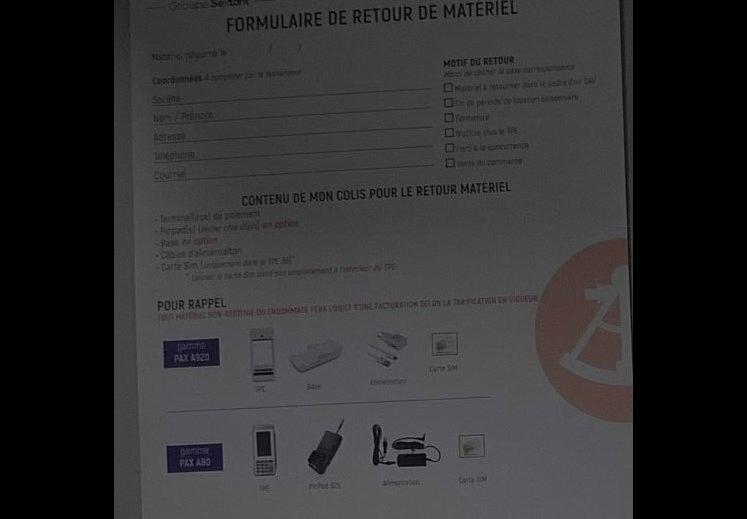 Groupe Sextant
FORMULAIRE DE RETOUR DE MATÉRIEL
Matériel retourné le : / /
Coordonnées À compléter par le demandeur
Société
Nom / Prénom
Adresse
Téléphone
Courriel
MOTIF DU RETOUR
Merci de cocher la case correspondante
Matériel à retourner dans le cadre d'un SAV
Fin de période de location saisonnière
Fermeture
N'utilise plus le TPE
Parti à la concurrence
Vente du commerce
CONTENU DE MON COLIS POUR LE RETOUR MATÉRIEL
- Terminal(aux) de paiement
- Pinpad(s) (boitier côté client) en option
- Base en option
- Câbles d'alimentation
- Carte Sim (uniquement dans le TPE )*
* Laissez la carte Sim dans son emplacement à l'intérieur du TPE
POUR RAPPEL
TOUT MATÉRIEL NON-RESTITUÉ OU ENDOMMAGÉ FERA L'OBJET D'UNE FACTURATION SELON LA TARIFICATION EN VIGUEUR
gamme
PAX A920
TPE
Base
Alimentation
Carte SIM
gamme
PAX A80
TPE
PinPad Q25
Alimentation
Carte SIM